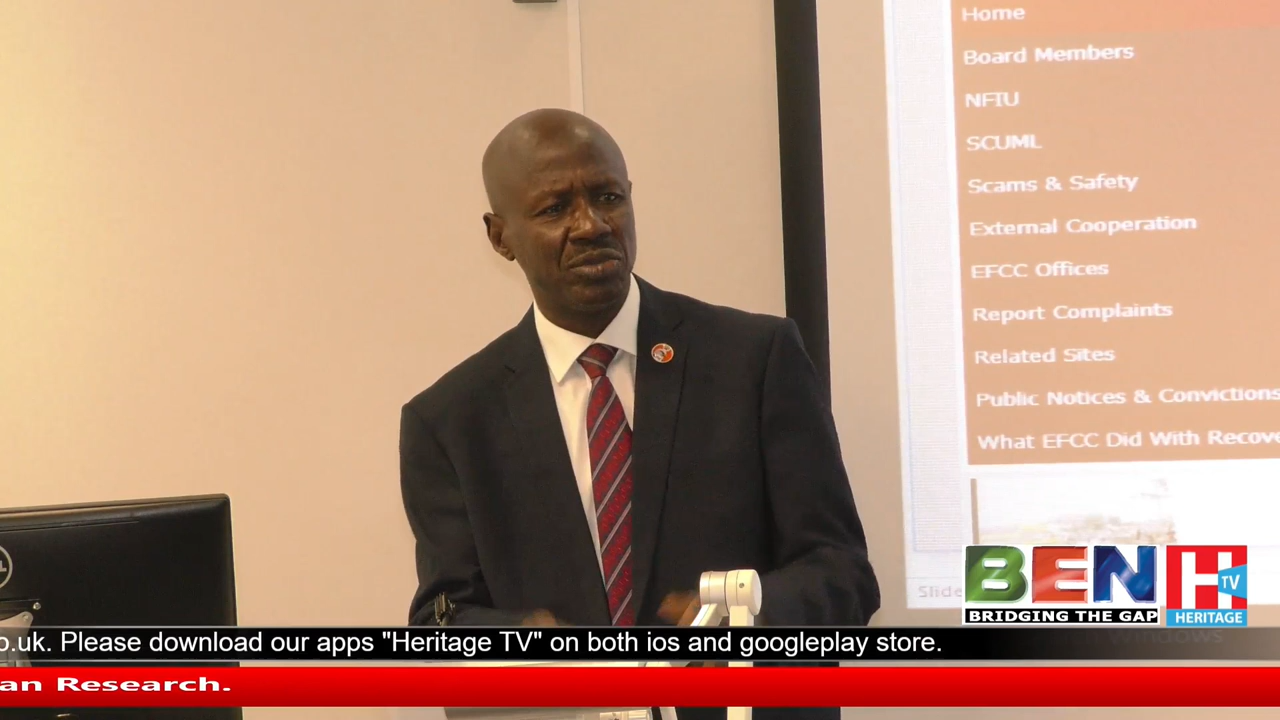 Home
Board Members
NFIU
SCUML
Scams & Safety
External Cooperation
EFCC Offices
Report Complaints
Related Sites
Public Notices & Convictions
What EFCC Did With Recove
Slide
BEN
BRIDGING THE GAP
H
TV
HERITAGE
Windows
o.uk. Please download our apps "Heritage TV" on both ios and googleplay store.
an Research.